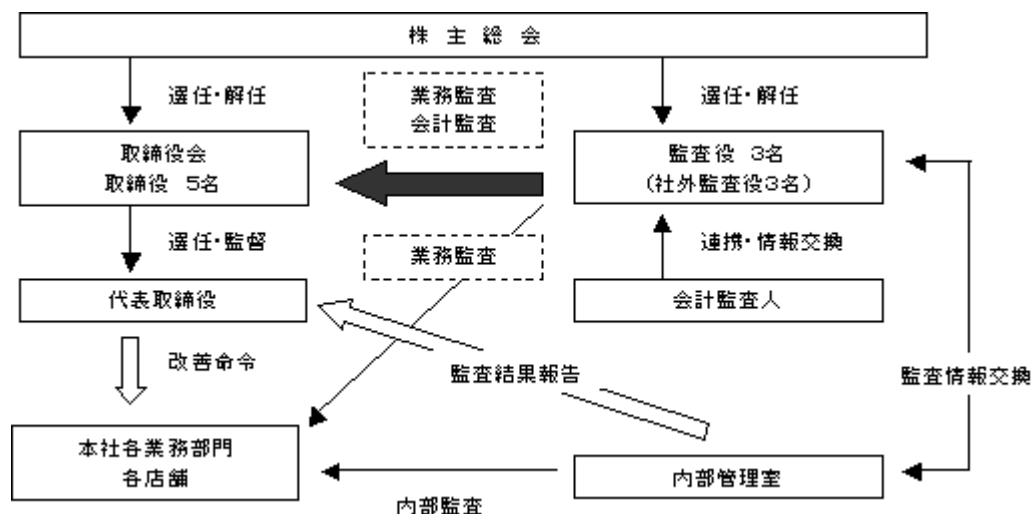 株 主 総 会
選任・解任
業務監査
会計監査
選任・解任
取締役会
取締役 5名
監査役 3名
(社外監査役3名)
選任・監督
業務監査
連携・情報交換
代表取締役
会計監査人
改善命令
監査結果報告
監査情報交換
本社各業務部門
各店舗
内部管理室
内部監査